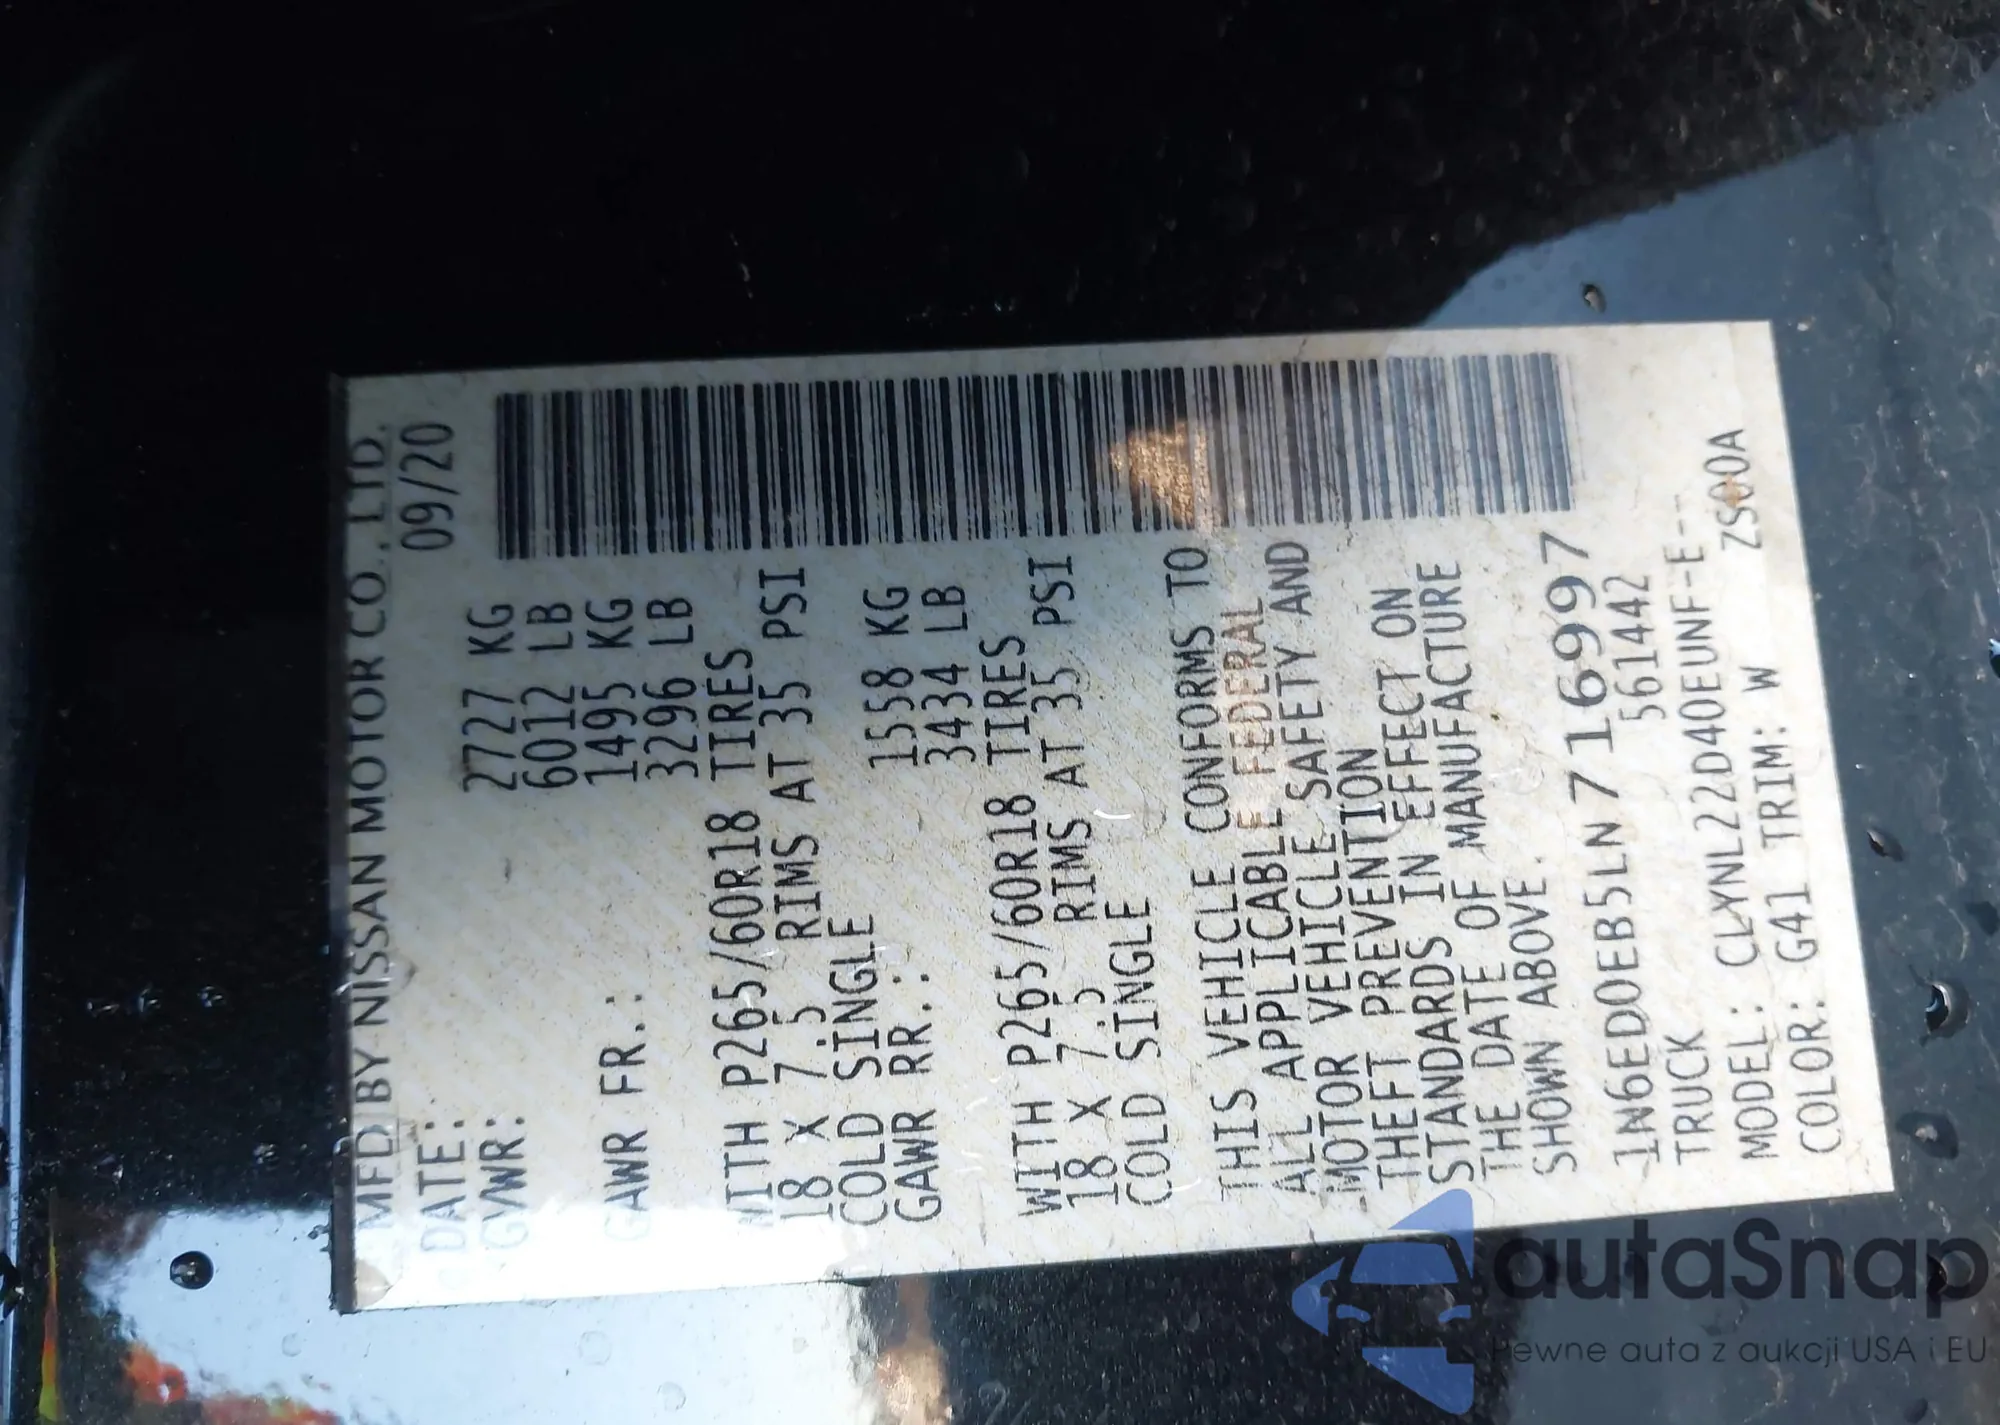 MFD BY NISSAN MOTOR CO., LTD.
DATE: 09/20
GVWR: 2727 KG
6012 LB
GAWR FR.: 1495 KG
3296 LB
WITH P265/60R18 TIRES
18 X 7.5 RIMS AT 35 PSI
COLD SINGLE
GAWR RR.: 1558 KG
3434 LB
WITH P265/60R18 TIRES
18 X 7.5 RIMS AT 35 PSI
COLD SINGLE
THIS VEHICLE CONFORMS TO
ALL APPLICABLE FEDERAL
MOTOR VEHICLE SAFETY AND
THEFT PREVENTION
STANDARDS IN EFFECT ON
THE DATE OF MANUFACTURE
SHOWN ABOVE.
1N6ED0EB5LN716997
TRUCK 561442
MODEL: CLYNL22D40EUNF-E--
COLOR: G41 TRIM: W ZS00A
autaSnap
Pewne auta z aukcji USA i EU